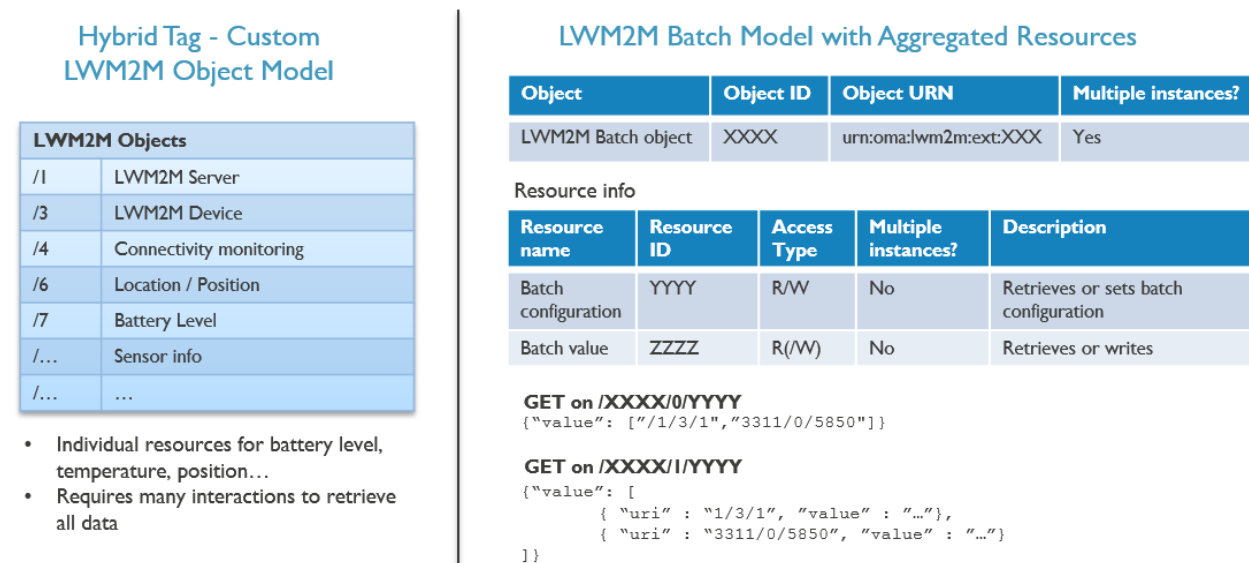 Hybrid Tag - Custom
LWM2M Object Model
LWM2M Objects
/1 LWM2M Server
/3 LWM2M Device
/4 Connectivity monitoring
/6 Location / Position
/7 Battery Level
/... Sensor info
/... ...
• Individual resources for battery level,
temperature, position...
• Requires many interactions to retrieve
all data
LWM2M Batch Model with Aggregated Resources
Object Object ID Object URN Multiple instances?
LWM2M Batch object XXXX urn:oma:lwm2m:ext:XXX Yes
Resource info
Resource name Resource ID Access Type Multiple instances? Description
Batch configuration YYYY R/W No Retrieves or sets batch configuration
Batch value ZZZZ R(/W) No Retrieves or writes
GET on /XXXX/0/YYYY
{“value”: [”/1/3/1","3311/0/5850"]}
GET on /XXXX/1/YYYY
{“value”: [
{ “uri” : “1/3/1”, ”value” : ”…”},
{ “uri” : “3311/0/5850”, ”value” : ”…”}
]}